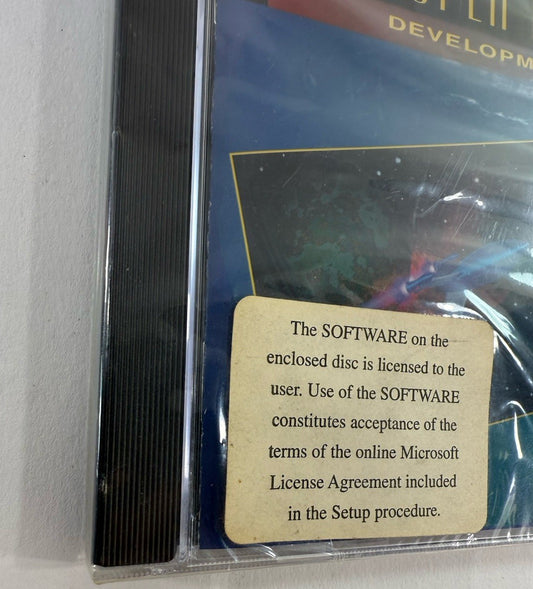 The SOFTWARE on the
enclosed disc is licensed to the
user. Use of the SOFTWARE
constitutes acceptance of the
terms of the online Microsoft
License Agreement included
in the Setup procedure.